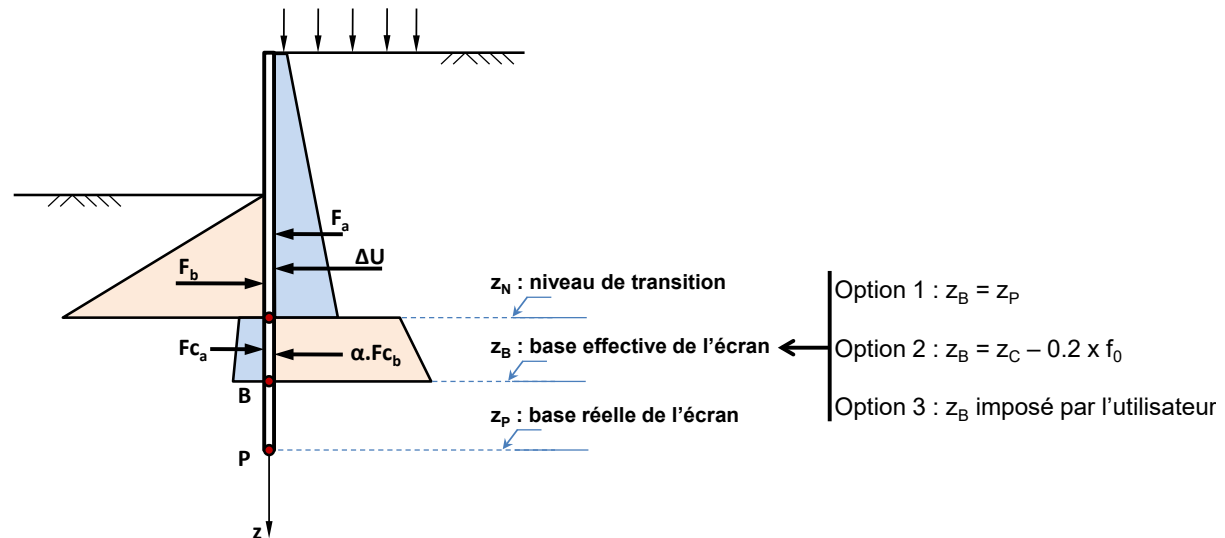 F_a
ΔU
F_b
z_N : niveau de transition
Fc_a
α.Fc_b
z_B : base effective de l'écran
B
z_P : base réelle de l'écran
P
z
Option 1 : z_B = z_P
Option 2 : z_B = z_C – 0.2 x f_0
Option 3 : z_B imposé par l'utilisateur